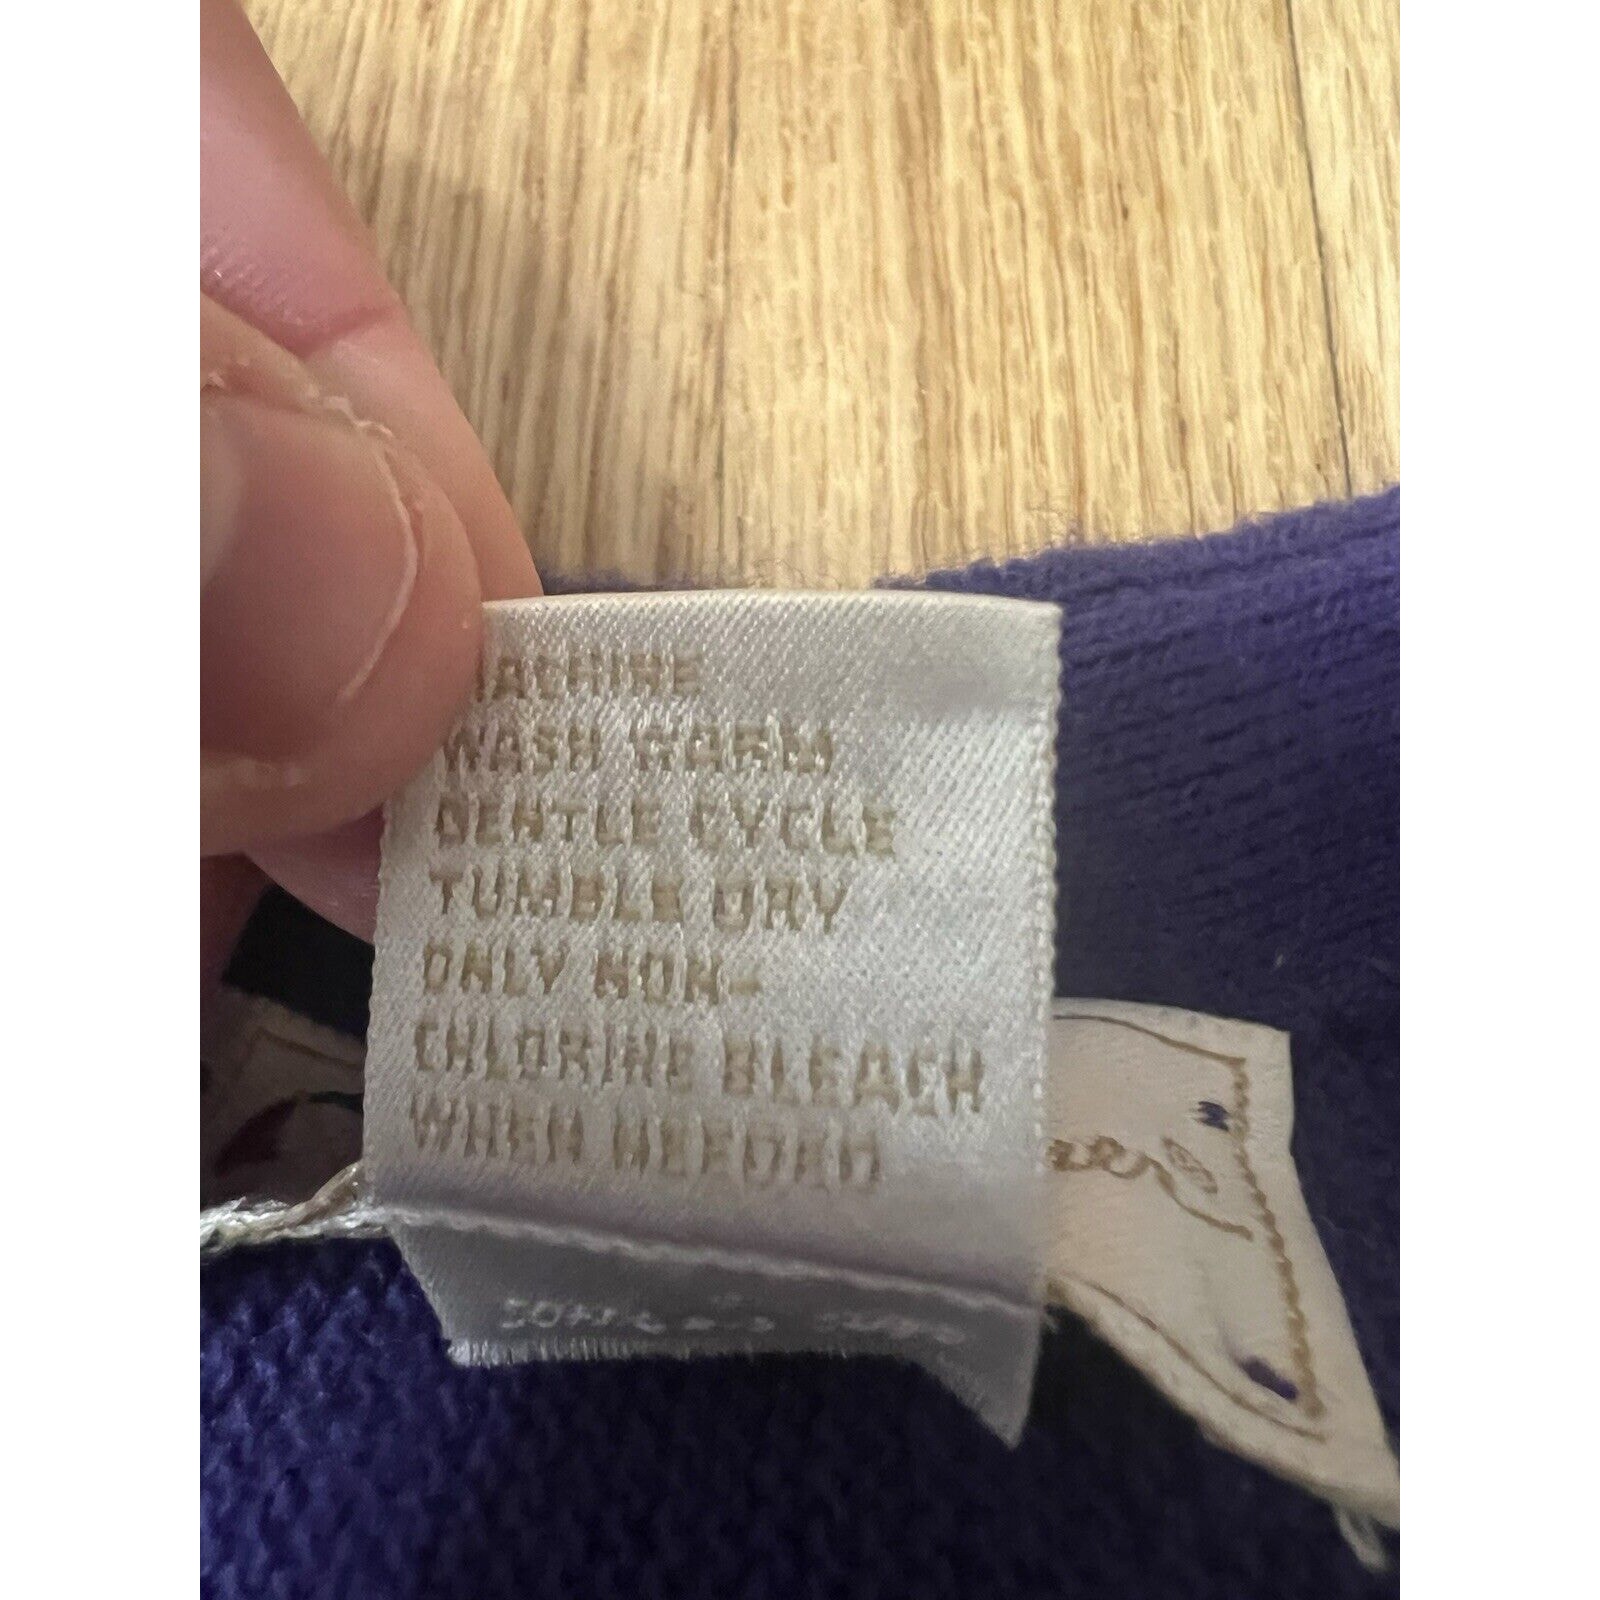 MACHINE
WASH WARM
GENTLE CYCLE
TUMBLE DRY
ONLY NON-
CHLORINE BLEACH
WHEN NEEDED